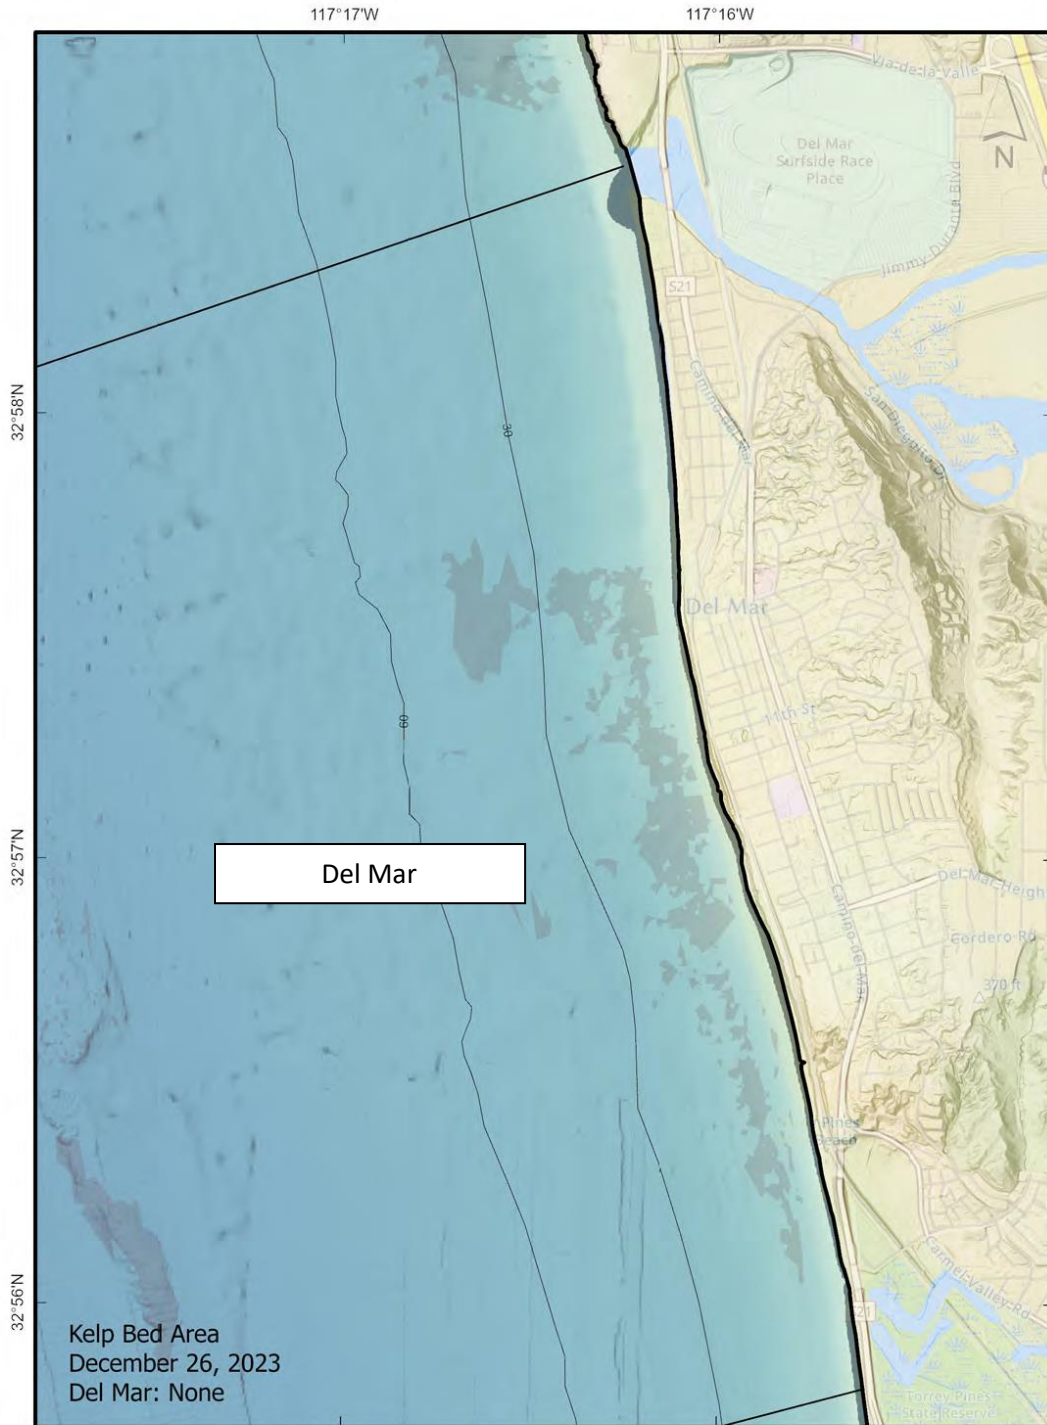 117°17'W
117°16'W
Via de la Valle
N
Del Mar
Surfside Race
Place
Jimmy Durante Blvd
S21
32°58'N
Camino del Mar
San Dieguito Dr
30
Del Mar
11th St
60
32°57'N
Del Mar
Del Mar Heigh
Camino del Mar
Cordero Rd
370 ft
Pines
Beach
Carmel Valley Rd
32°56'N
S21
Kelp Bed Area
December 26, 2023
Del Mar: None
Torrey Pines
State Reserve